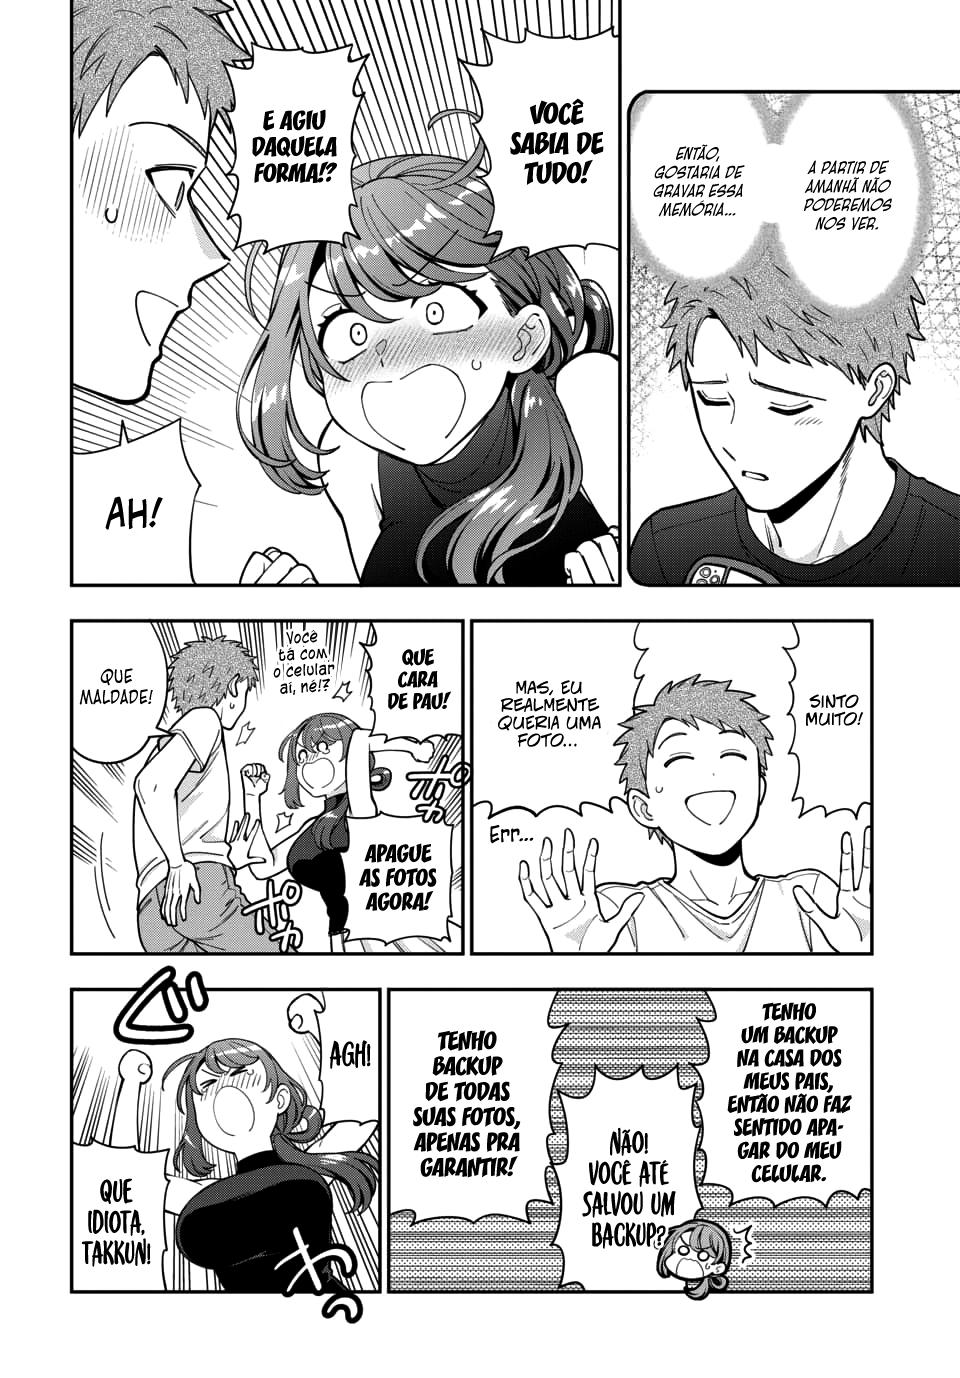 A PARTIR DE
AMANHÃ NÃO
PODEREMOS
NOS VER.
ENTÃO,
GOSTARIA DE
GRAVAR ESSA
MEMÓRIA...
VOCÊ
SABIA DE
TUDO!
E AGIU
DAQUELA
FORMA!?
AH!
SINTO
MUITO!
MAS, EU
REALMENTE
QUERIA UMA
FOTO...
Err...
QUE
CARA
DE PAU!
Você
tá com
o celular
aí, né!?
QUE
MALDADE!
APAGUE
AS FOTOS
AGORA!
ポカ
ポカ
TENHO
UM BACKUP
NA CASA DOS
MEUS PAIS,
ENTÃO NÃO FAZ
SENTIDO APA-
GAR DO MEU
CELULAR.
NÃO!
VOCÊ ATÉ
SALVOU UM
BACKUP?
TENHO
BACKUP
DE TODAS
SUAS FOTOS,
APENAS PRA
GARANTIR!
AGH!
QUE
IDIOTA,
TAKKUN!